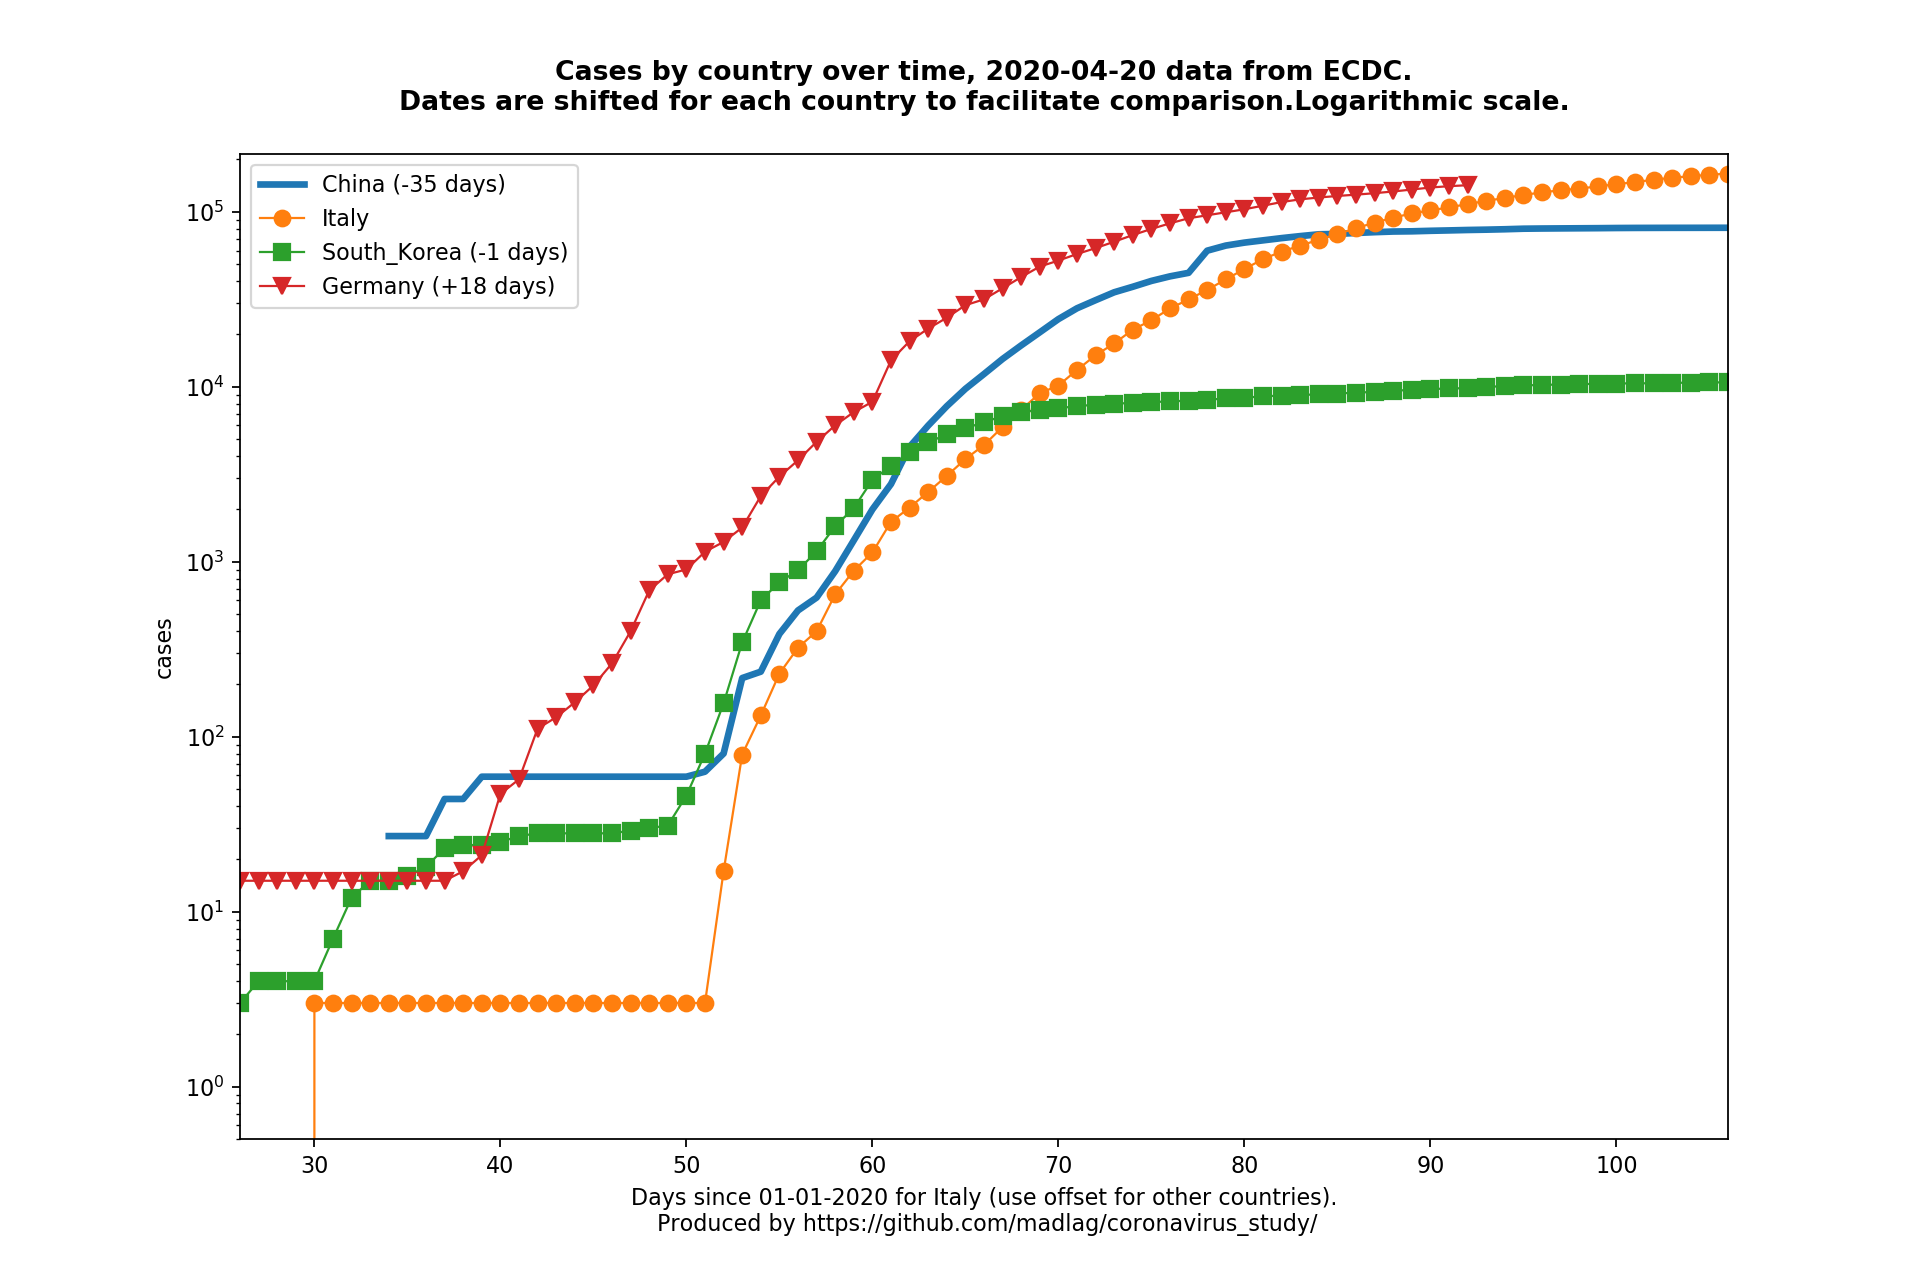 Cases by country over time, 2020-04-20 data from ECDC.
Dates are shifted for each country to facilitate comparison.Logarithmic scale.
China (-35 days)
Italy
South_Korea (-1 days)
Germany (+18 days)
10^5
10^4
10^3
10^2
10^1
10^0
cases
30 40 50 60 70 80 90 100
Days since 01-01-2020 for Italy (use offset for other countries).
Produced by https://github.com/madlag/coronavirus_study/